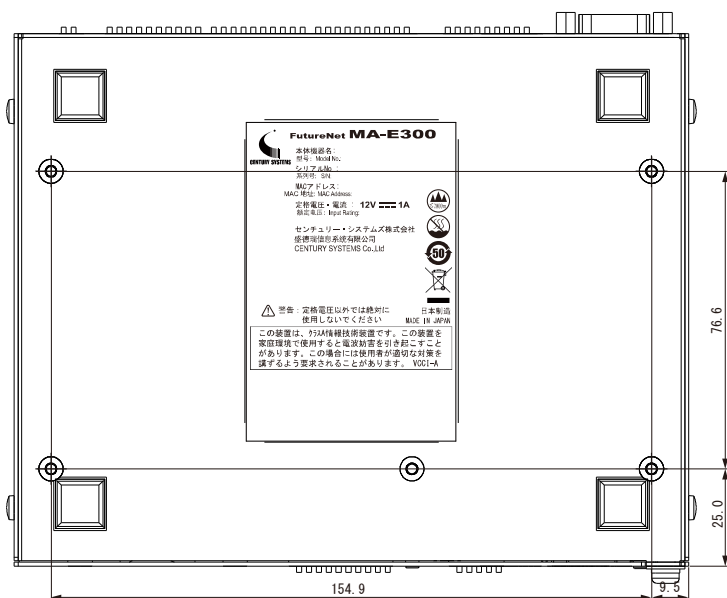 FutureNet MA-E300
CENTURY SYSTEMS
本体機器名:
型号: Model No.
シリアルNo :
系列号: S/N
MACアドレス:
MAC 地址: MAC Address:
定格電圧・電流 : 12V 1A
額定電圧: Input Rating:
≦ 2000m
センチュリー・システムズ株式会社
盛德瑞信息系統有限公司
CENTURY SYSTEMS Co.,Ltd
50
警告 : 定格電圧以外では絶対に
使用しないでください
日本制造
MADE IN JAPAN
この装置は、クラスA情報技術装置です。この装置を
家庭環境で使用すると電波妨害を引き起こすこと
があります。この場合には使用者が適切な対策を
講ずるよう要求されることがあります。 VCCI-A
76.6
25.0
154.9
9.5